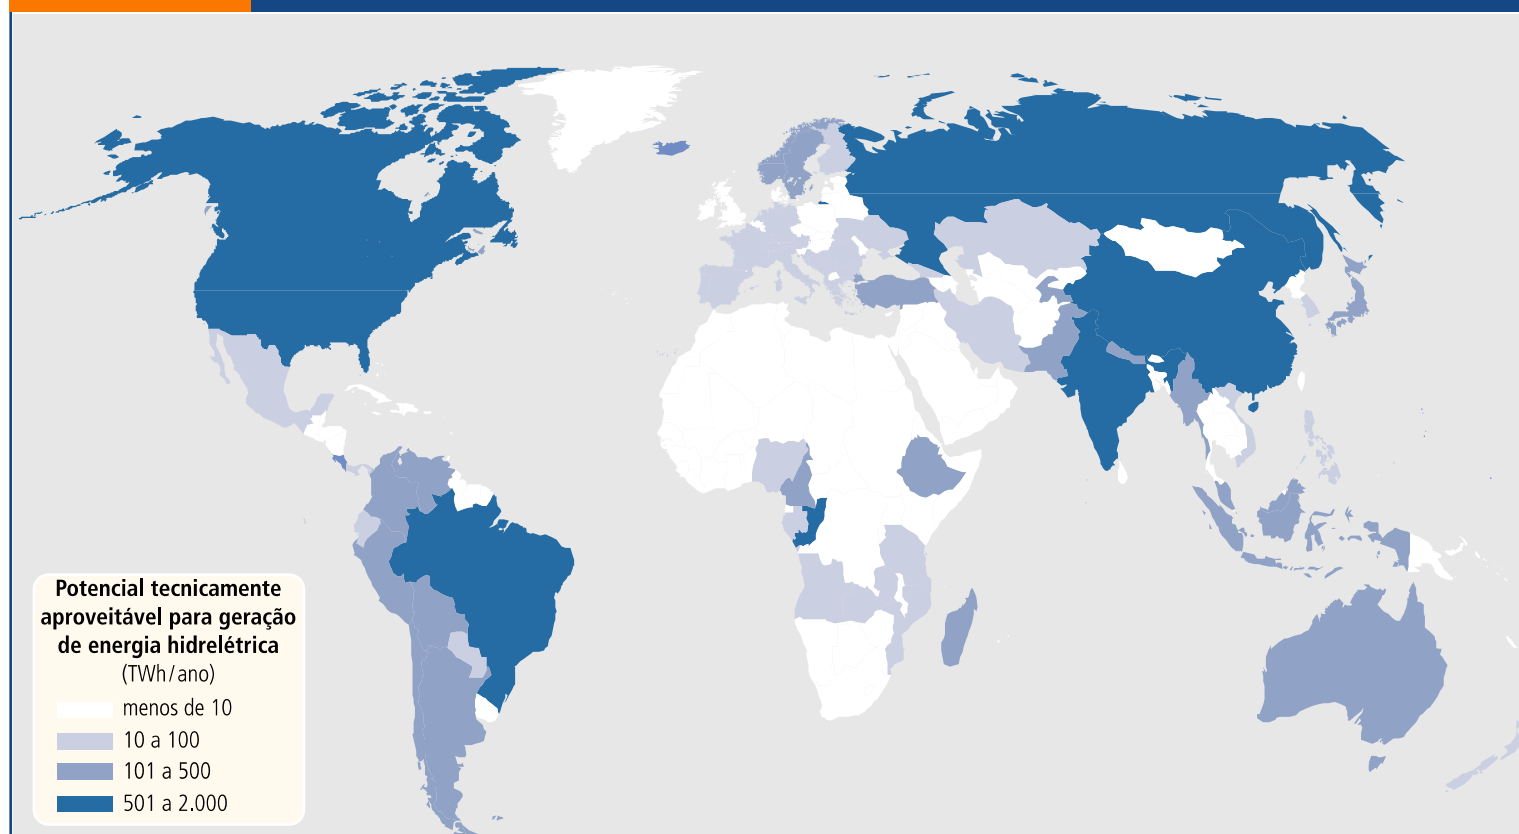 Potencial tecnicamente
aproveitável para geração
de energia hidrelétrica
(TWh/ano)
menos de 10
10 a 100
101 a 500
501 a 2.000